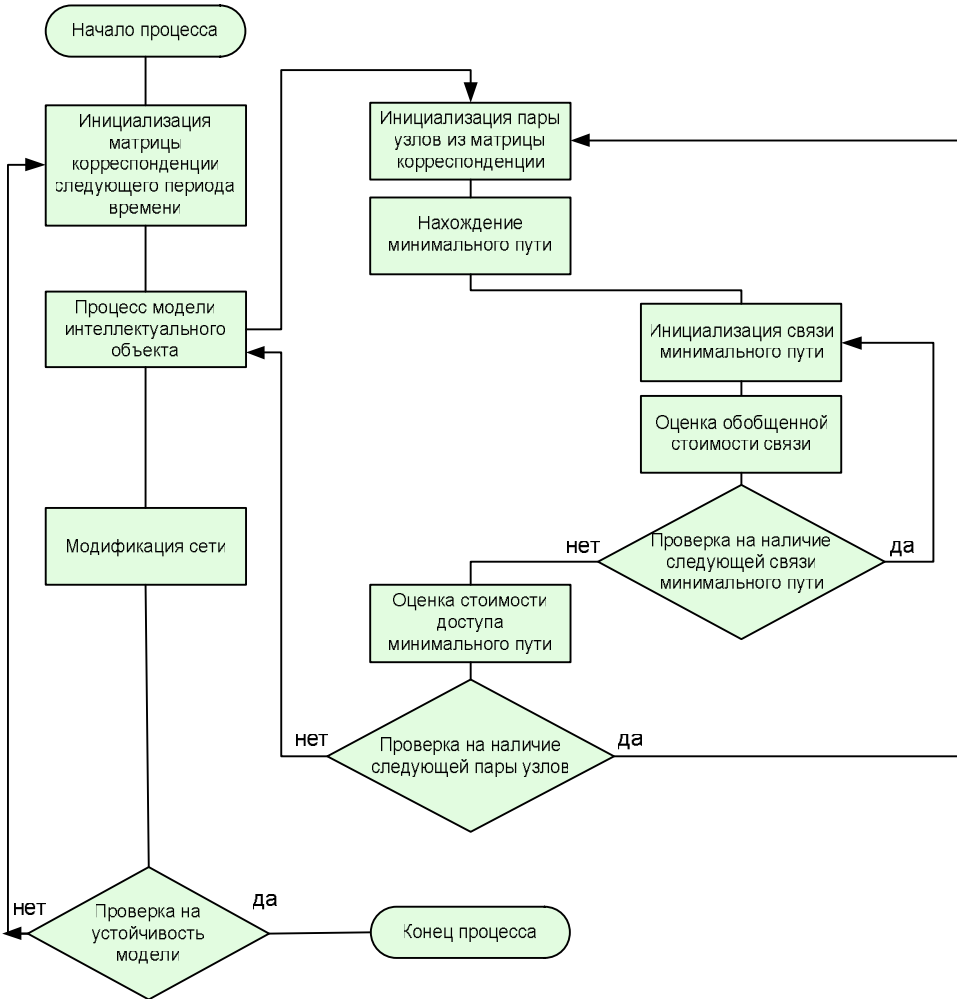 Начало процесса
Инициализация
матрицы
корреспонденции
следующего периода
времени
Процесс модели
интеллектуального
объекта
Модификация сети
нет
Проверка на
устойчивость
модели
да
Конец процесса
Инициализация пары
узлов из матрицы
корреспонденции
Нахождение
минимального пути
Инициализация связи
минимального пути
Оценка обобщенной
стоимости связи
нет
Проверка на наличие
следующей связи
минимального пути
да
Оценка стоимости
доступа
минимального пути
нет
Проверка на наличие
следующей пары узлов
да